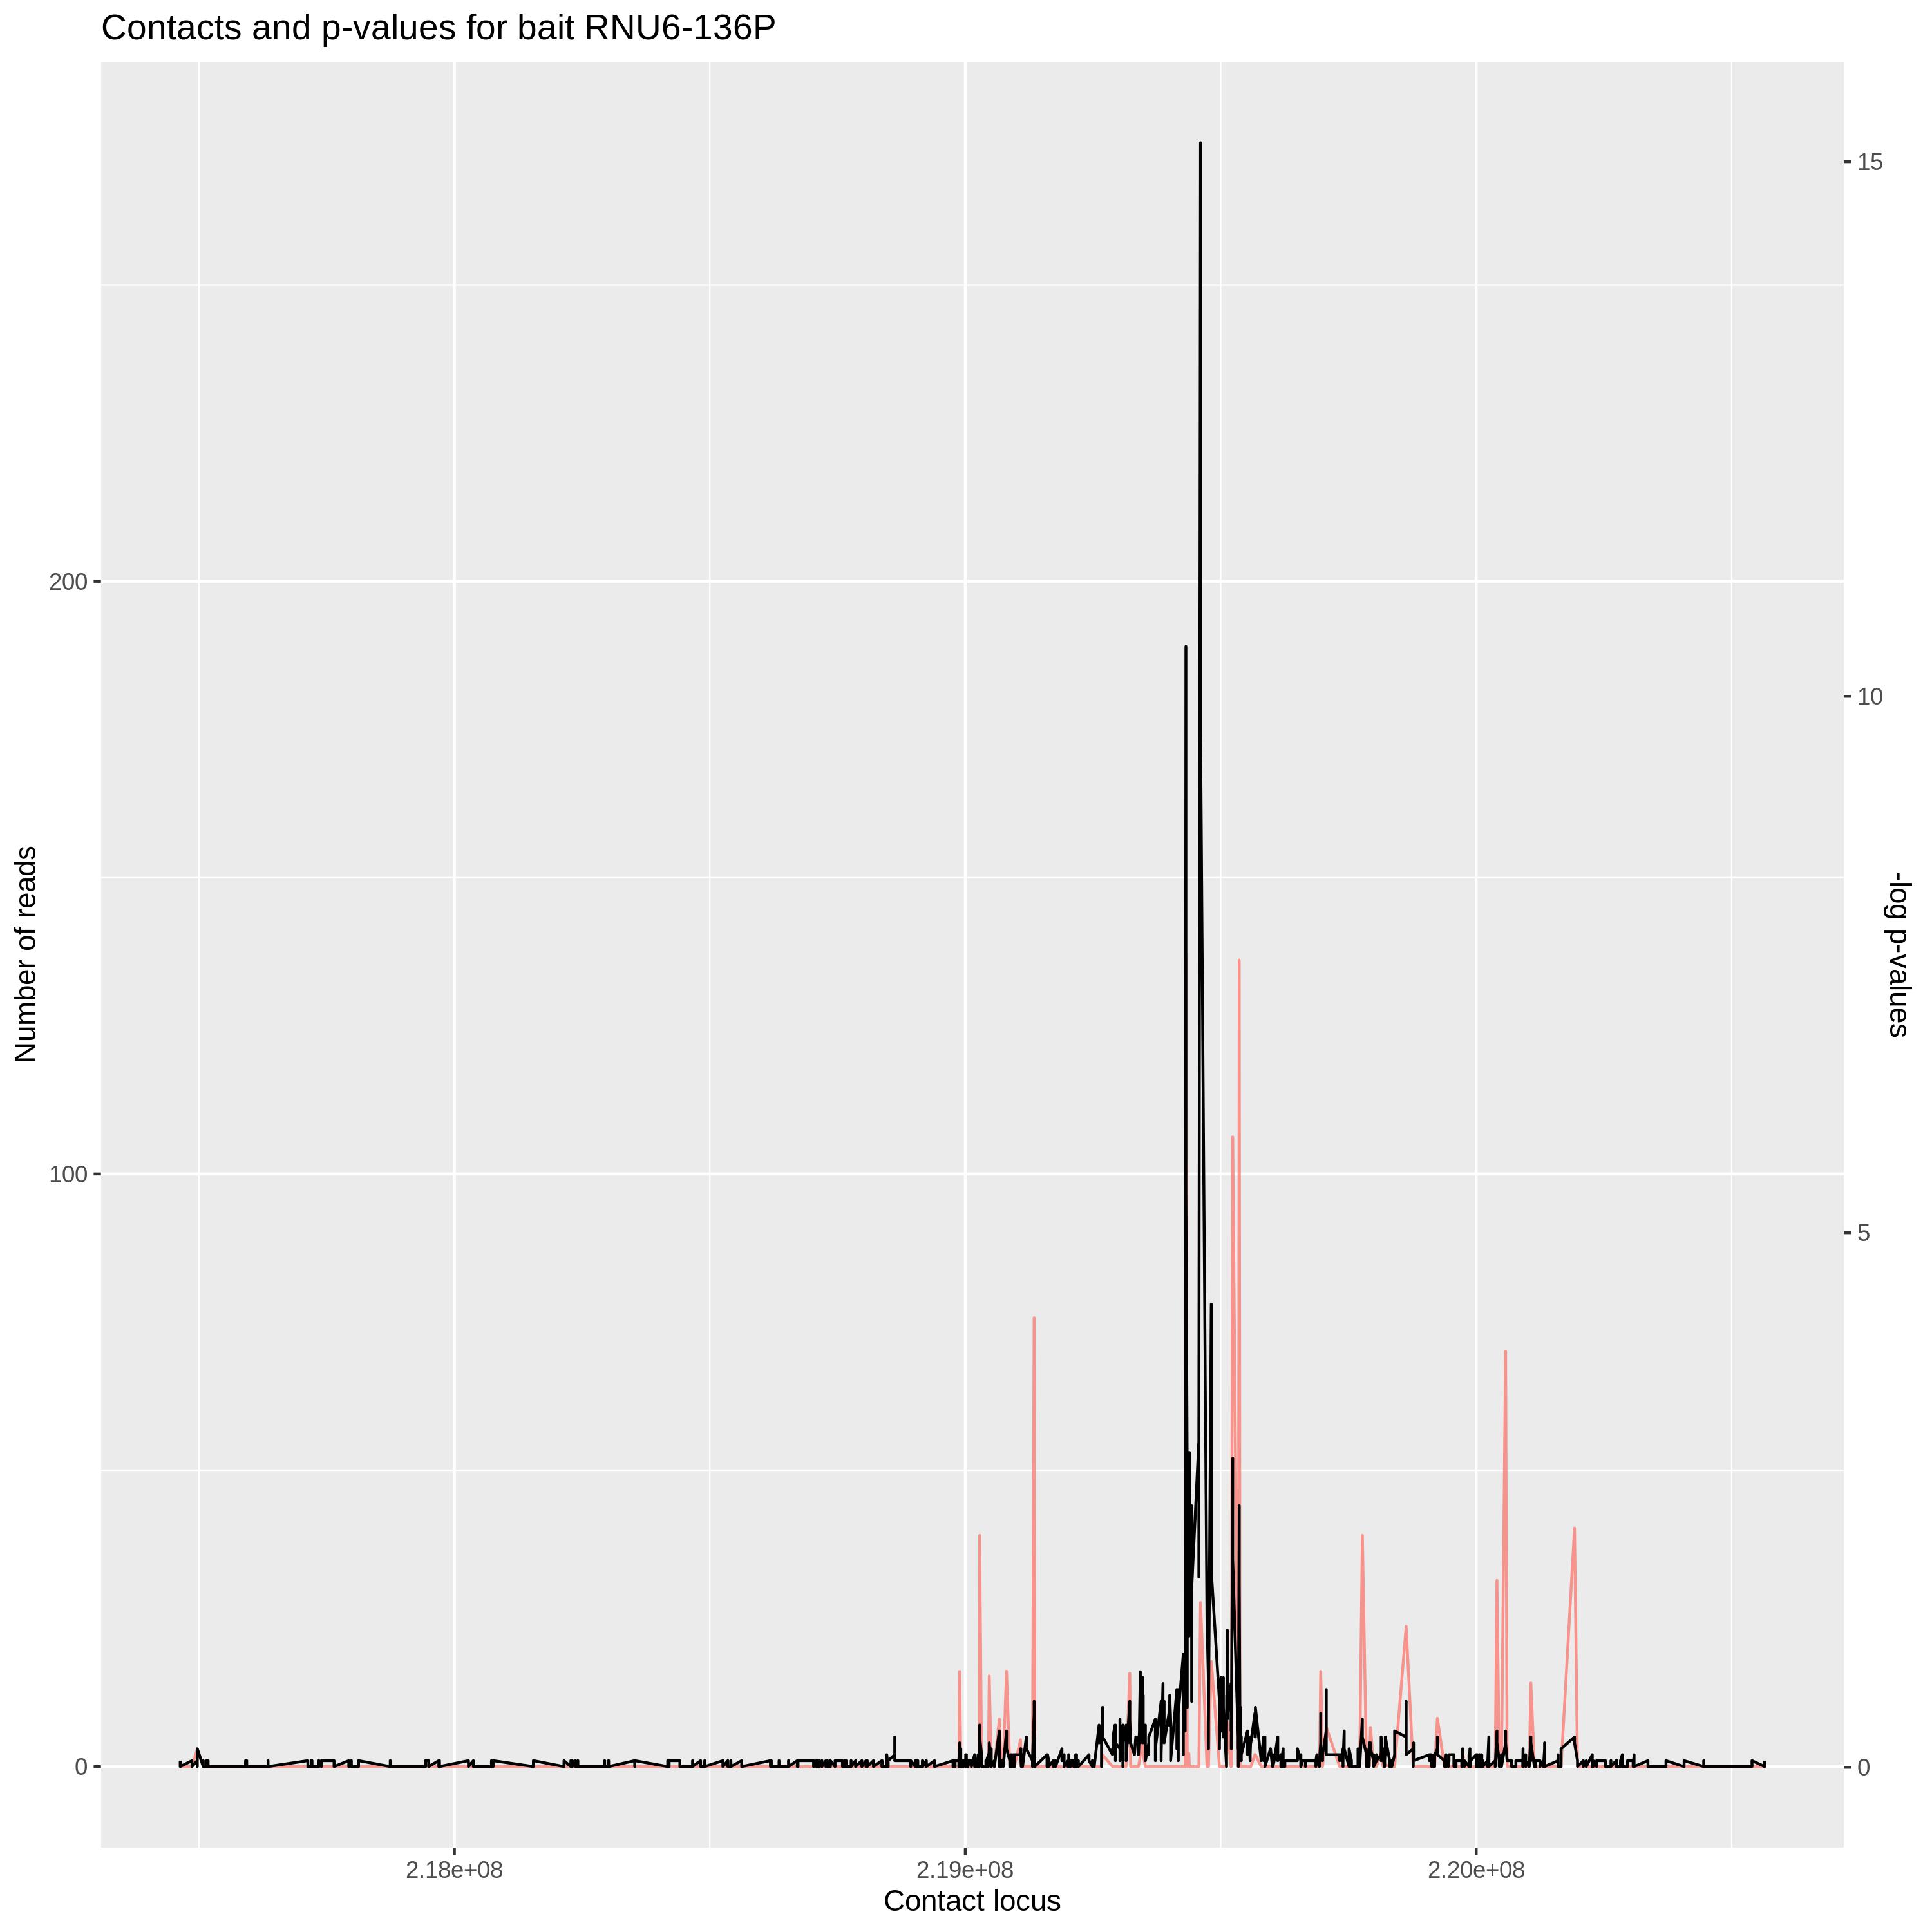 Contacts and p-values for bait RNU6-136P
15
200
10
Number of reads
-log p-values
100
5
0
0
2.18e+08
2.19e+08
2.20e+08
Contact locus